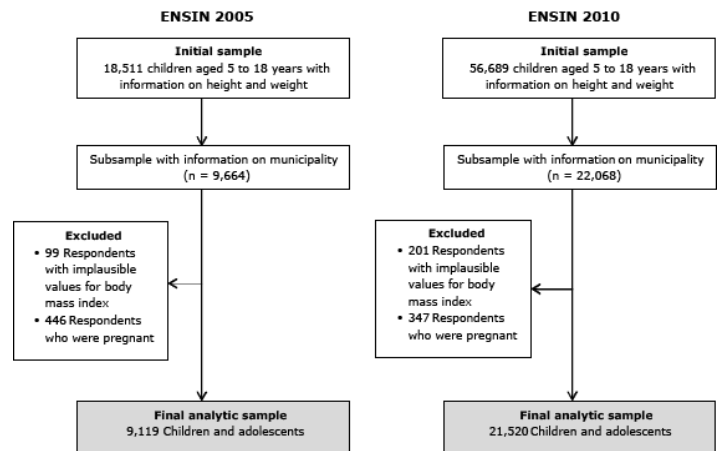 ENSIN 2005
Initial sample
18,511 children aged 5 to 18 years with
information on height and weight
Subsample with information on municipality
(n = 9,664)
Excluded
• 99 Respondents
with implausible
values for body
mass index
• 446 Respondents
who were pregnant
Final analytic sample
9,119 Children and adolescents
ENSIN 2010
Initial sample
56,689 children aged 5 to 18 years with
information on height and weight
Subsample with information on municipality
(n = 22,068)
Excluded
• 201 Respondents
with implausible
values for body
mass index
• 347 Respondents
who were pregnant
Final analytic sample
21,520 Children and adolescents